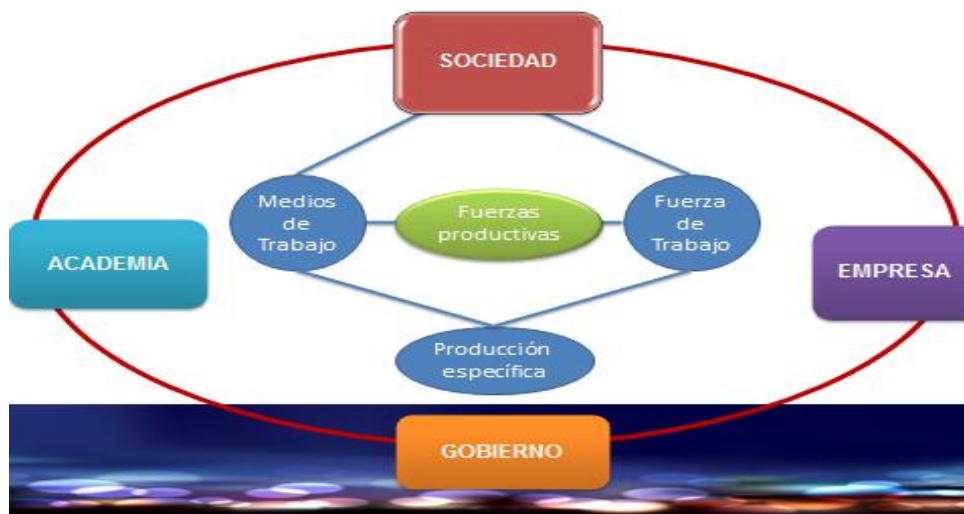 SOCIEDAD
Medios
de
Trabajo
Fuerzas
productivas
Fuerza
de
Trabajo
ACADEMIA
EMPRESA
Producción
específica
GOBIERNO